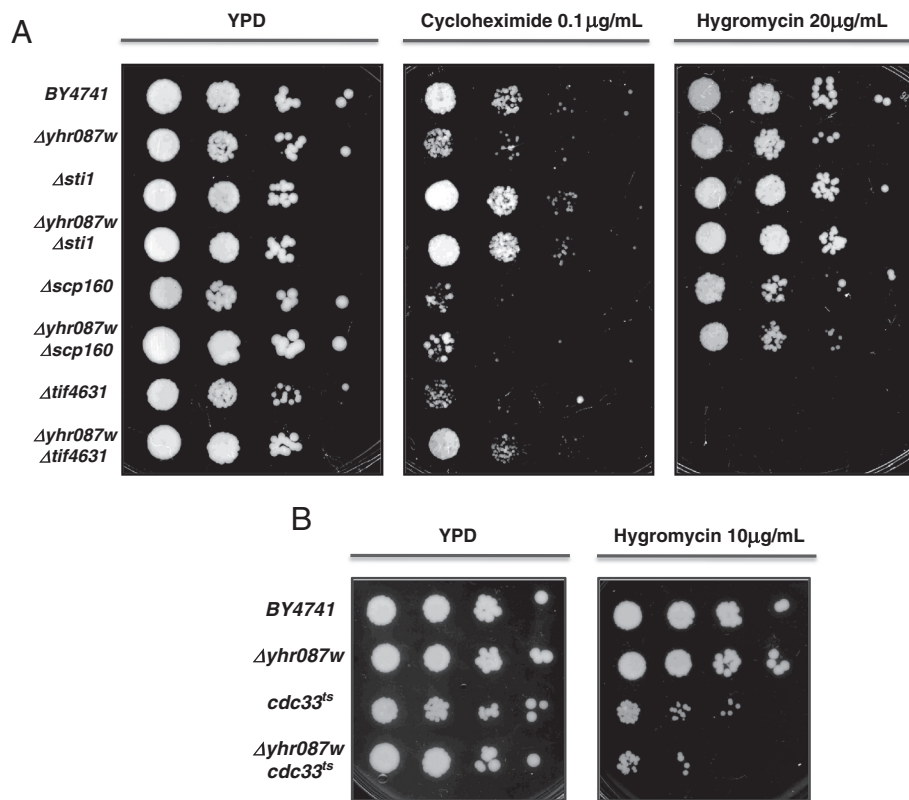 A
YPD
Cycloheximide 0.1 µg/mL
Hygromycin 20µg/mL
BY4741
Δyhr087w
Δsti1
Δyhr087w
Δsti1
Δscp160
Δyhr087w
Δscp160
Δtif4631
Δyhr087w
Δtif4631
B
YPD
Hygromycin 10µg/mL
BY4741
Δyhr087w
cdc33ts
Δyhr087w
cdc33ts